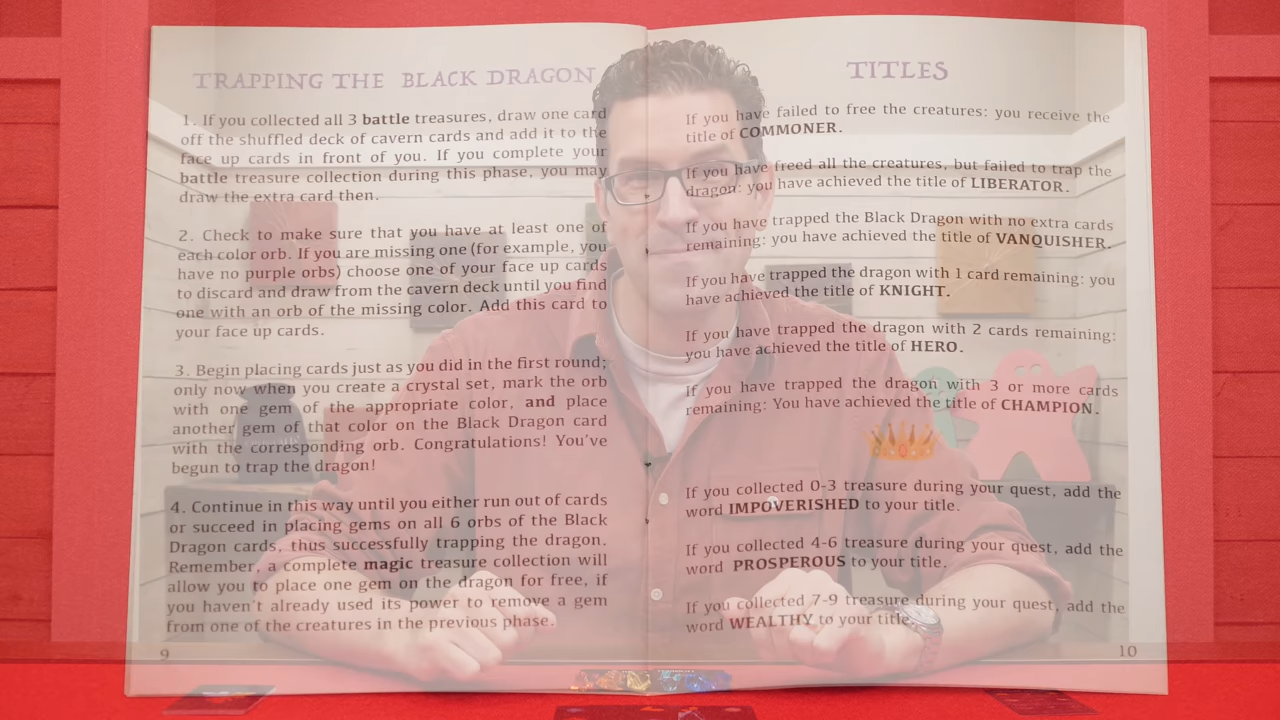 TRAPPING THE BLACK DRAGON
1. If you collected all 3 battle treasures, draw one card
off the shuffled deck of cavern cards and add it to the
face up cards in front of you. If you complete your
battle treasure collection during this phase, you may
draw the extra card then.
2. Check to make sure that you have at least one of
each color orb. If you are missing one (for example, you
have no purple orbs) choose one of your face up cards
to discard and draw from the cavern deck until you find
one with an orb of the missing color. Add this card to
your face up cards.
3. Begin placing cards just as you did in the first round;
only now when you create a crystal set, mark the orb
with one gem of the appropriate color, and place
another gem of that color on the Black Dragon card
with the corresponding orb. Congratulations! You've
begun to trap the dragon!
4. Continue in this way until you either run out of cards
or succeed in placing gems on all 6 orbs of the Black
Dragon cards, thus successfully trapping the dragon.
Remember, a complete magic treasure collection will
allow you to place one gem on the dragon for free, if
you haven't already used its power to remove a gem
from one of the creatures in the previous phase.
9
TITLES
If you have failed to free the creatures: you receive the
title of COMMONER.
If you have freed all the creatures, but failed to trap the
dragon: you have achieved the title of LIBERATOR.
If you have trapped the Black Dragon with no extra cards
remaining: you have achieved the title of VANQUISHER.
If you have trapped the dragon with 1 card remaining: you
have achieved the title of KNIGHT.
If you have trapped the dragon with 2 cards remaining:
you have achieved the title of HERO.
If you have trapped the dragon with 3 or more cards
remaining: You have achieved the title of CHAMPION.
If you collected 0-3 treasure during your quest, add the
word IMPOVERISHED to your title.
If you collected 4-6 treasure during your quest, add the
word PROSPEROUS to your title.
If you collected 7-9 treasure during your quest, add the
word WEALTHY to your title.
10